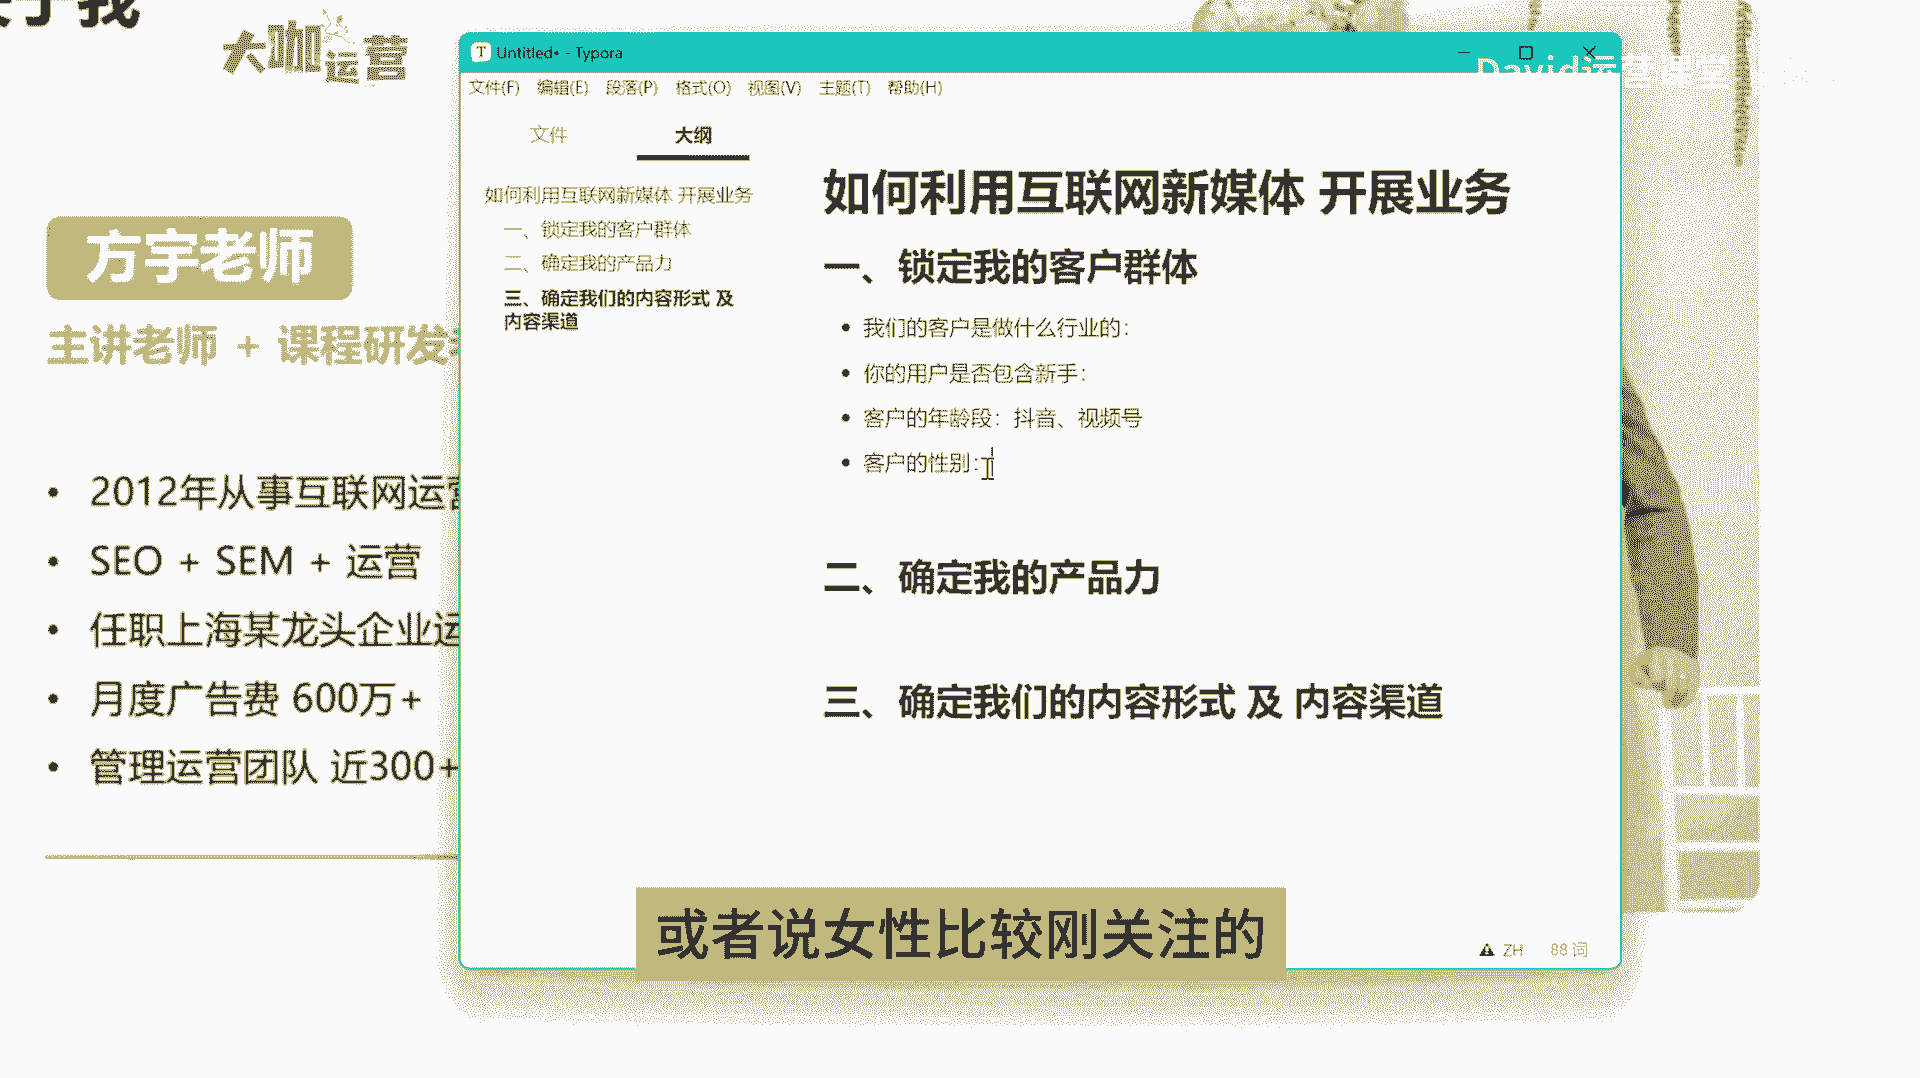 大咖运营
方宇老师
主讲老师 + 课程研发
2012年从事互联网运营
SEO + SEM + 运营
任职上海某龙头企业运
月度广告费 600万+
管理运营团队 近300+
Untitled• - Typora
David运营课堂
文件(F) 编辑(E) 段落(P) 格式(O) 视图(V) 主题(T) 帮助(H)
文件 大纲
如何利用互联网新媒体 开展业务
一、锁定我的客户群体
二、确定我的产品力
三、确定我们的内容形式 及
内容渠道
如何利用互联网新媒体 开展业务
一、锁定我的客户群体
我们的客户是做什么行业的：
你的用户是否包含新手：
客户的年龄段：抖音、视频号
客户的性别：
二、确定我的产品力
三、确定我们的内容形式 及 内容渠道
ZH 88 词
或者说女性比较刚关注的